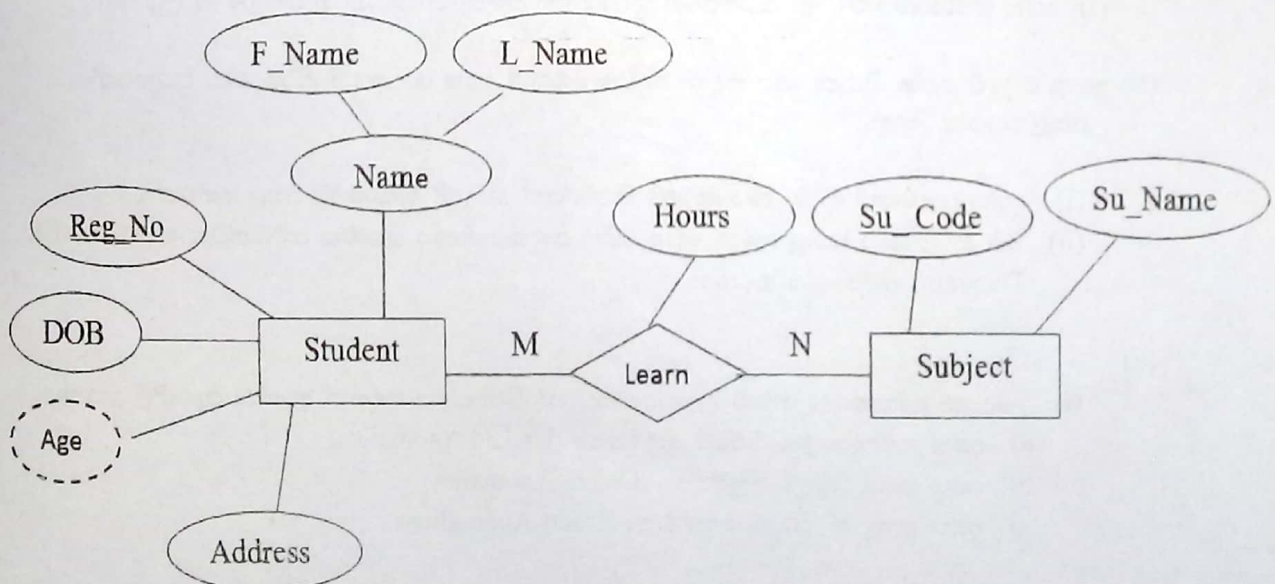 F_Name
L_Name
Name
Reg_No
Hours
Su_Code
Su_Name
DOB
Student
M
Learn
N
Subject
Age
Address